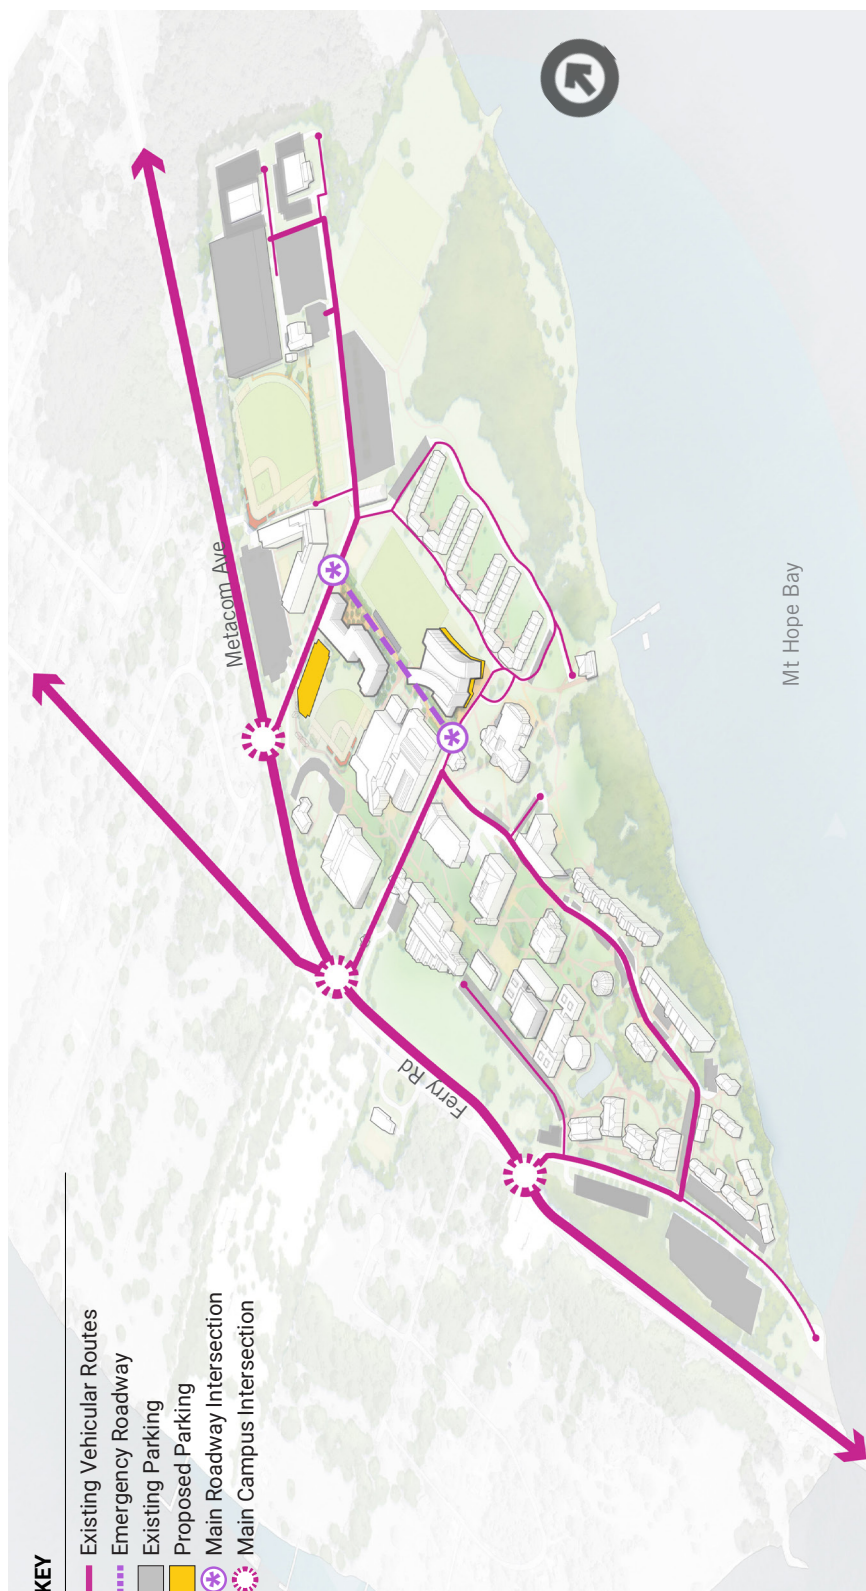 Metacom Ave
Mt Hope Bay
Ferry Rd
KEY
Existing Vehicular Routes
Emergency Roadway
Existing Parking
Proposed Parking
Main Roadway Intersection
Main Campus Intersection